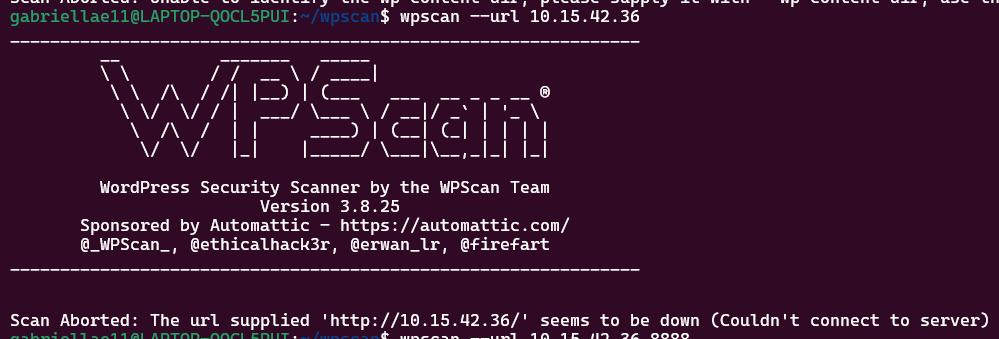 Scan Aborted: Unable to identify the wp-content dir, please supply it with --wp-content-dir, use th
gabriellae11@LAPTOP-QOCL5PUI:~/wpscan$ wpscan --url 10.15.42.36
WPScan ®
WordPress Security Scanner by the WPScan Team
Version 3.8.25
Sponsored by Automattic - https://automattic.com/
@_WPScan_, @ethicalhack3r, @erwan_lr, @firefart
Scan Aborted: The url supplied 'http://10.15.42.36/' seems to be down (Couldn't connect to server)
gabriellae11@LAPTOP-QOCL5PUI:~/wpscan$ wpscan --url 10.15.42.36:8888